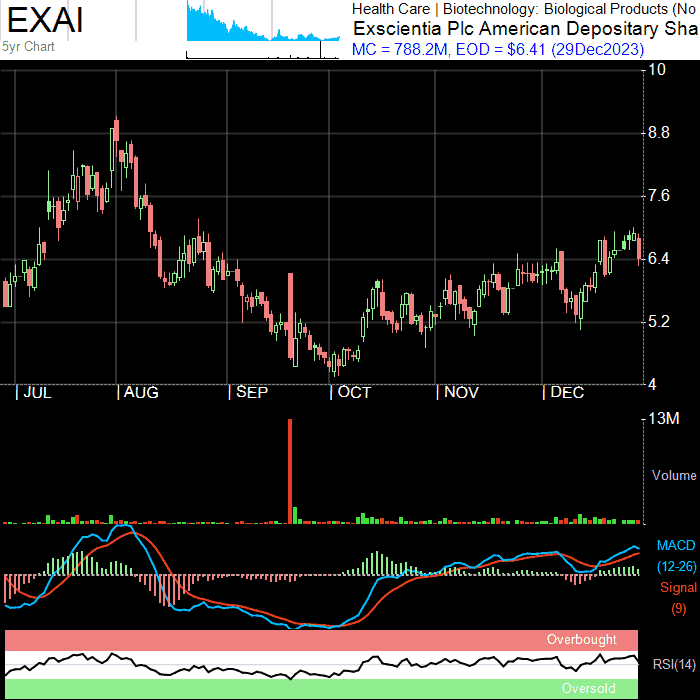 EXAI
5yr Chart
Health Care | Biotechnology: Biological Products (No
Exscientia Plc American Depositary Sha
MC = 788.2M, EOD = $6.41 (29Dec2023)
10
8.8
7.6
6.4
5.2
4
| JUL | AUG | SEP | OCT | NOV | DEC
13M
Volume
MACD
(12-26)
Signal
(9)
Overbought
RSI(14)
Oversold